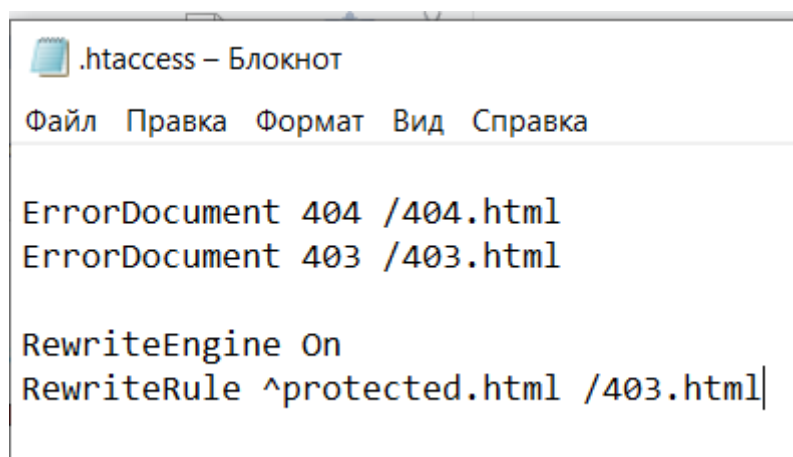 .htaccess – Блокнот
Файл Правка Формат Вид Справка
ErrorDocument 404 /404.html
ErrorDocument 403 /403.html
RewriteEngine On
RewriteRule ^protected.html /403.html